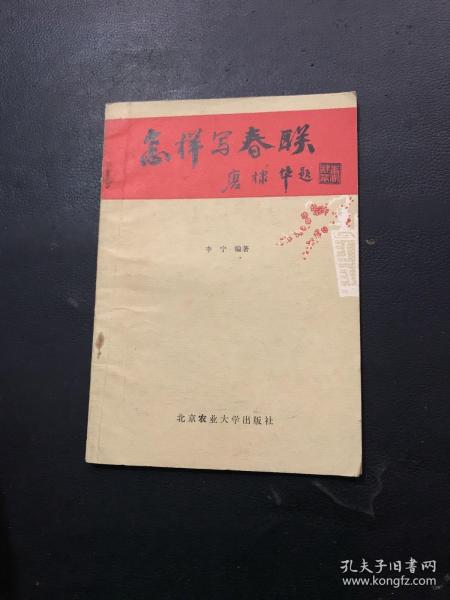 怎样写春联
唐棣华题
李宁 编著
北京农业大学出版社
孔夫子旧书网
www.kongfz.com